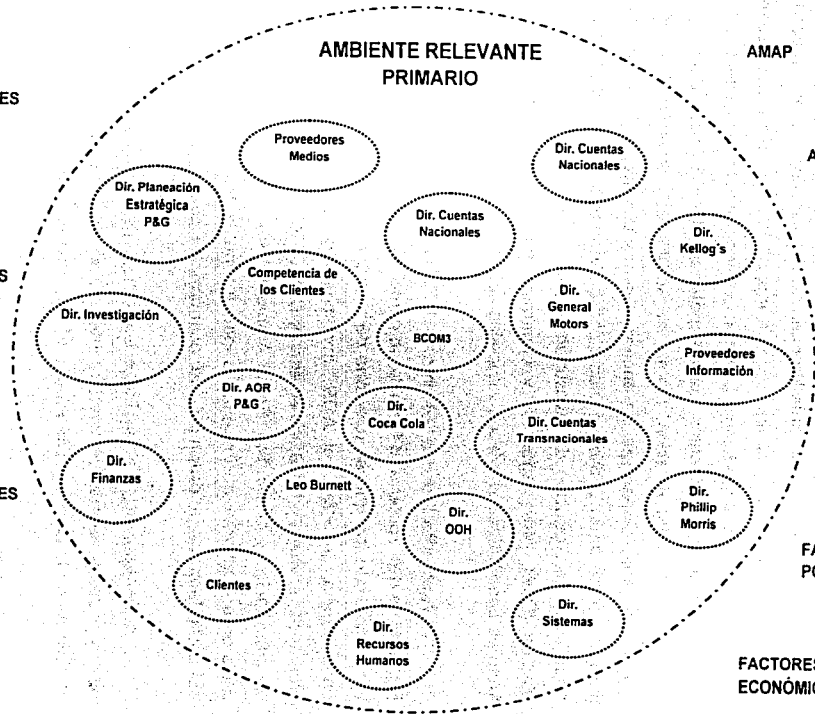 AMBIENTE RELEVANTE
PRIMARIO
AMAP
ES
Proveedores
Medios
Dir. Cuentas
Nacionales
A
Dir. Planeación
Estratégica
P&G
Dir. Cuentas
Nacionales
Dir.
Kellog´s
S
Competencia de
los Clientes
Dir.
General
Motors
Dir. Investigación
BCOM3
Proveedores
Información
Dir. AOR
P&G
Dir.
Coca Cola
Dir. Cuentas
Transnacionales
Dir.
Finanzas
Leo Burnett
ES
Dir.
OOH
Dir.
Phillip
Morris
FA
PO
Clientes
Dir.
Sistemas
Dir.
Recursos
Humanos
FACTORES
ECONÓMIC